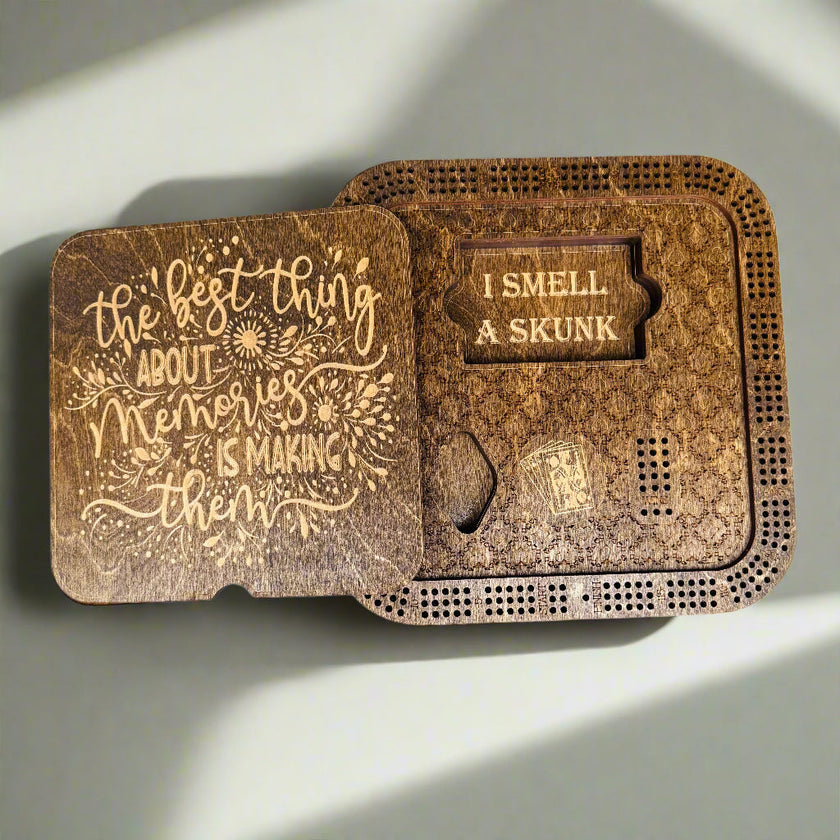 the best thing
ABOUT
Memories
IS MAKING
them
I SMELL
A SKUNK